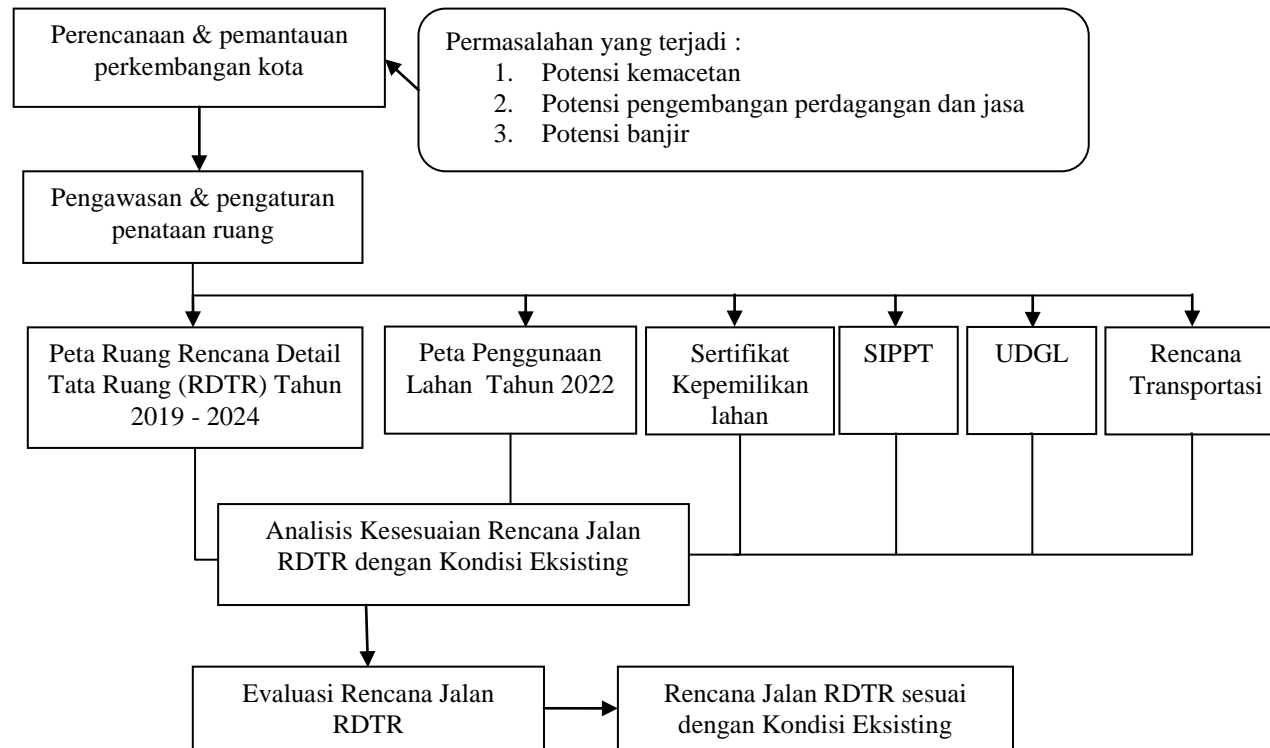 Perencanaan & pemantauan
perkembangan kota
Permasalahan yang terjadi :
1. Potensi kemacetan
2. Potensi pengembangan perdagangan dan jasa
3. Potensi banjir
Pengawasan & pengaturan
penataan ruang
Peta Ruang Rencana Detail
Tata Ruang (RDTR) Tahun
2019 - 2024
Peta Penggunaan
Lahan Tahun 2022
Sertifikat
Kepemilikan
lahan
SIPPT
UDGL
Rencana
Transportasi
Analisis Kesesuaian Rencana Jalan
RDTR dengan Kondisi Eksisting
Evaluasi Rencana Jalan
RDTR
Rencana Jalan RDTR sesuai
dengan Kondisi Eksisting